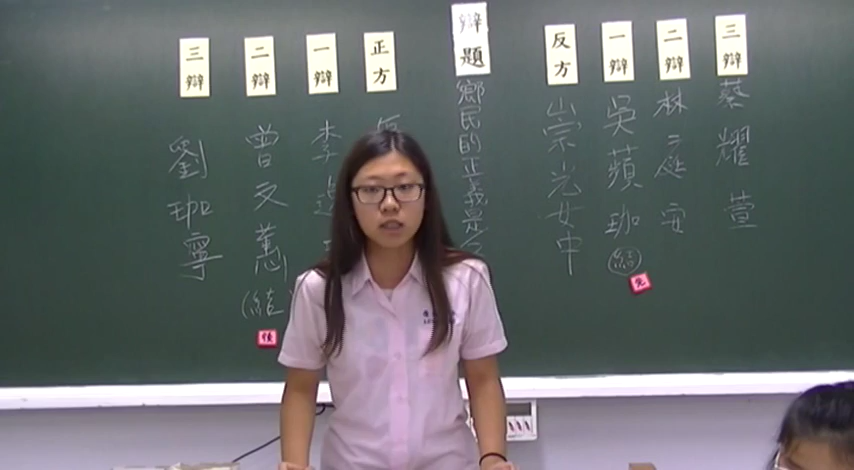 三辯
蔡耀萱
二辯
林庭安
一辯
吳蘋珈
結
先
反方
崇光女中
辯題
鄉民的正義是
正方
一辯
李
二辯
曾文蕙
(結)
後
三辯
劉珈寧